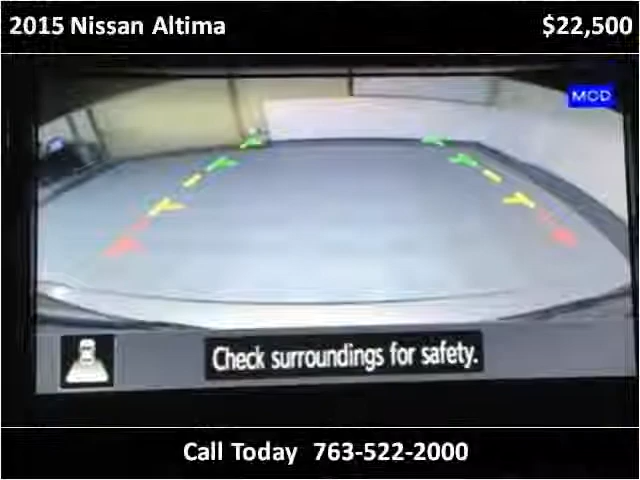 2015 Nissan Altima $22,500
MOD
Check surroundings for safety.
Call Today 763-522-2000